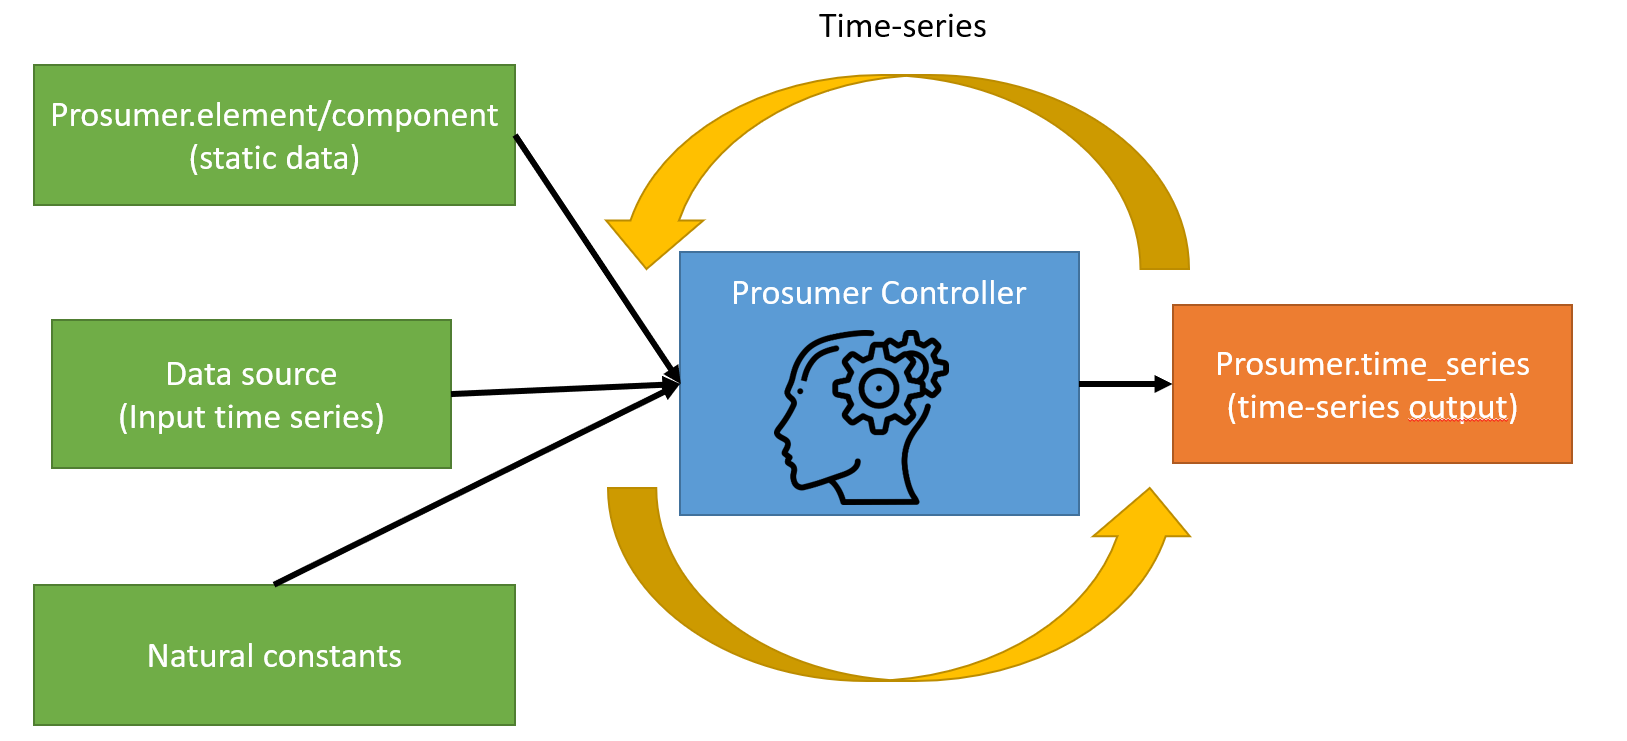 Time-series
Prosumer.element/component
(static data)
Prosumer Controller
Data source
(Input time series)
Prosumer.time_series
(time-series output)
Natural constants